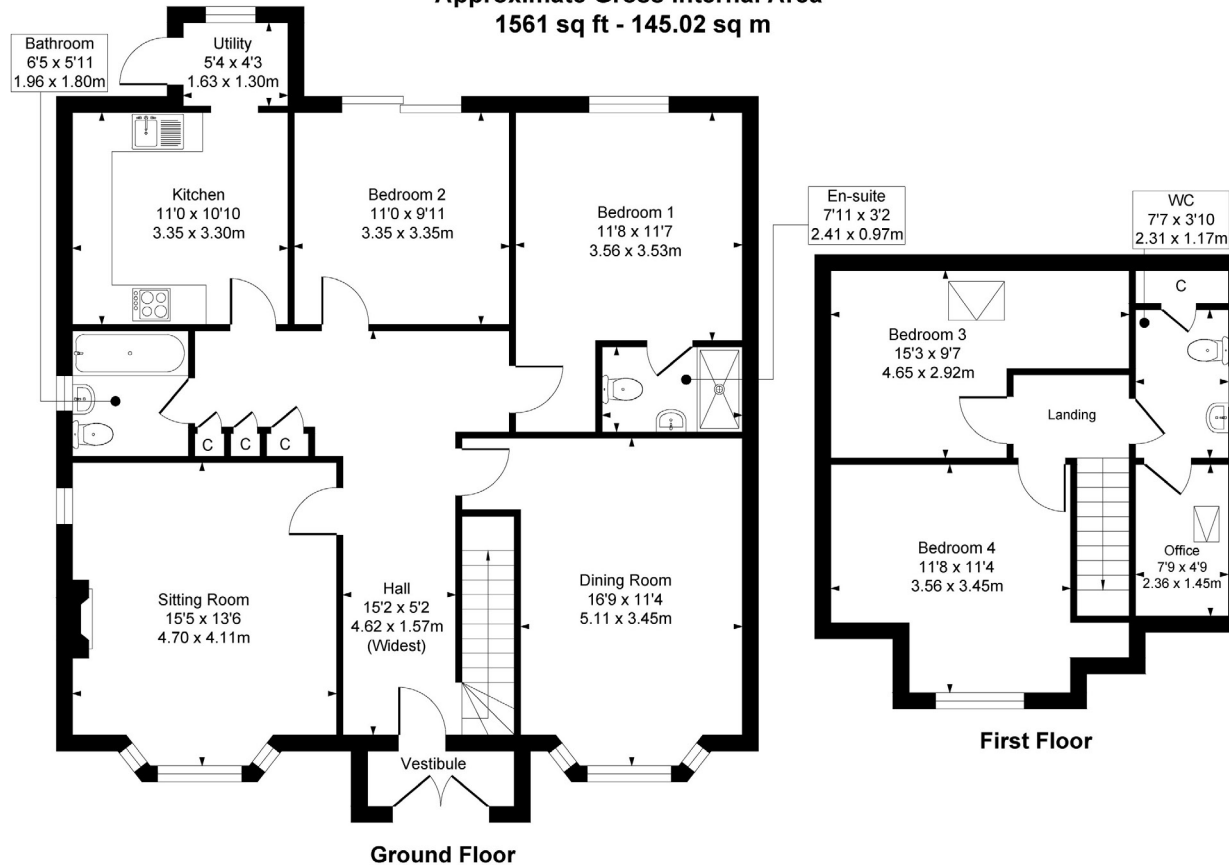 Approximate Gross Internal Area
1561 sq ft - 145.02 sq m
Bathroom
6'5 x 5'11
1.96 x 1.80m
Utility
5'4 x 4'3
1.63 x 1.30m
Kitchen
11'0 x 10'10
3.35 x 3.30m
Bedroom 2
11'0 x 9'11
3.35 x 3.35m
Bedroom 1
11'8 x 11'7
3.56 x 3.53m
En-suite
7'11 x 3'2
2.41 x 0.97m
C
C
C
Sitting Room
15'5 x 13'6
4.70 x 4.11m
Hall
15'2 x 5'2
4.62 x 1.57m
(Widest)
Dining Room
16'9 x 11'4
5.11 x 3.45m
Vestibule
Ground Floor
WC
7'7 x 3'10
2.31 x 1.17m
C
Bedroom 3
15'3 x 9'7
4.65 x 2.92m
Landing
Bedroom 4
11'8 x 11'4
3.56 x 3.45m
Office
7'9 x 4'9
2.36 x 1.45m
First Floor